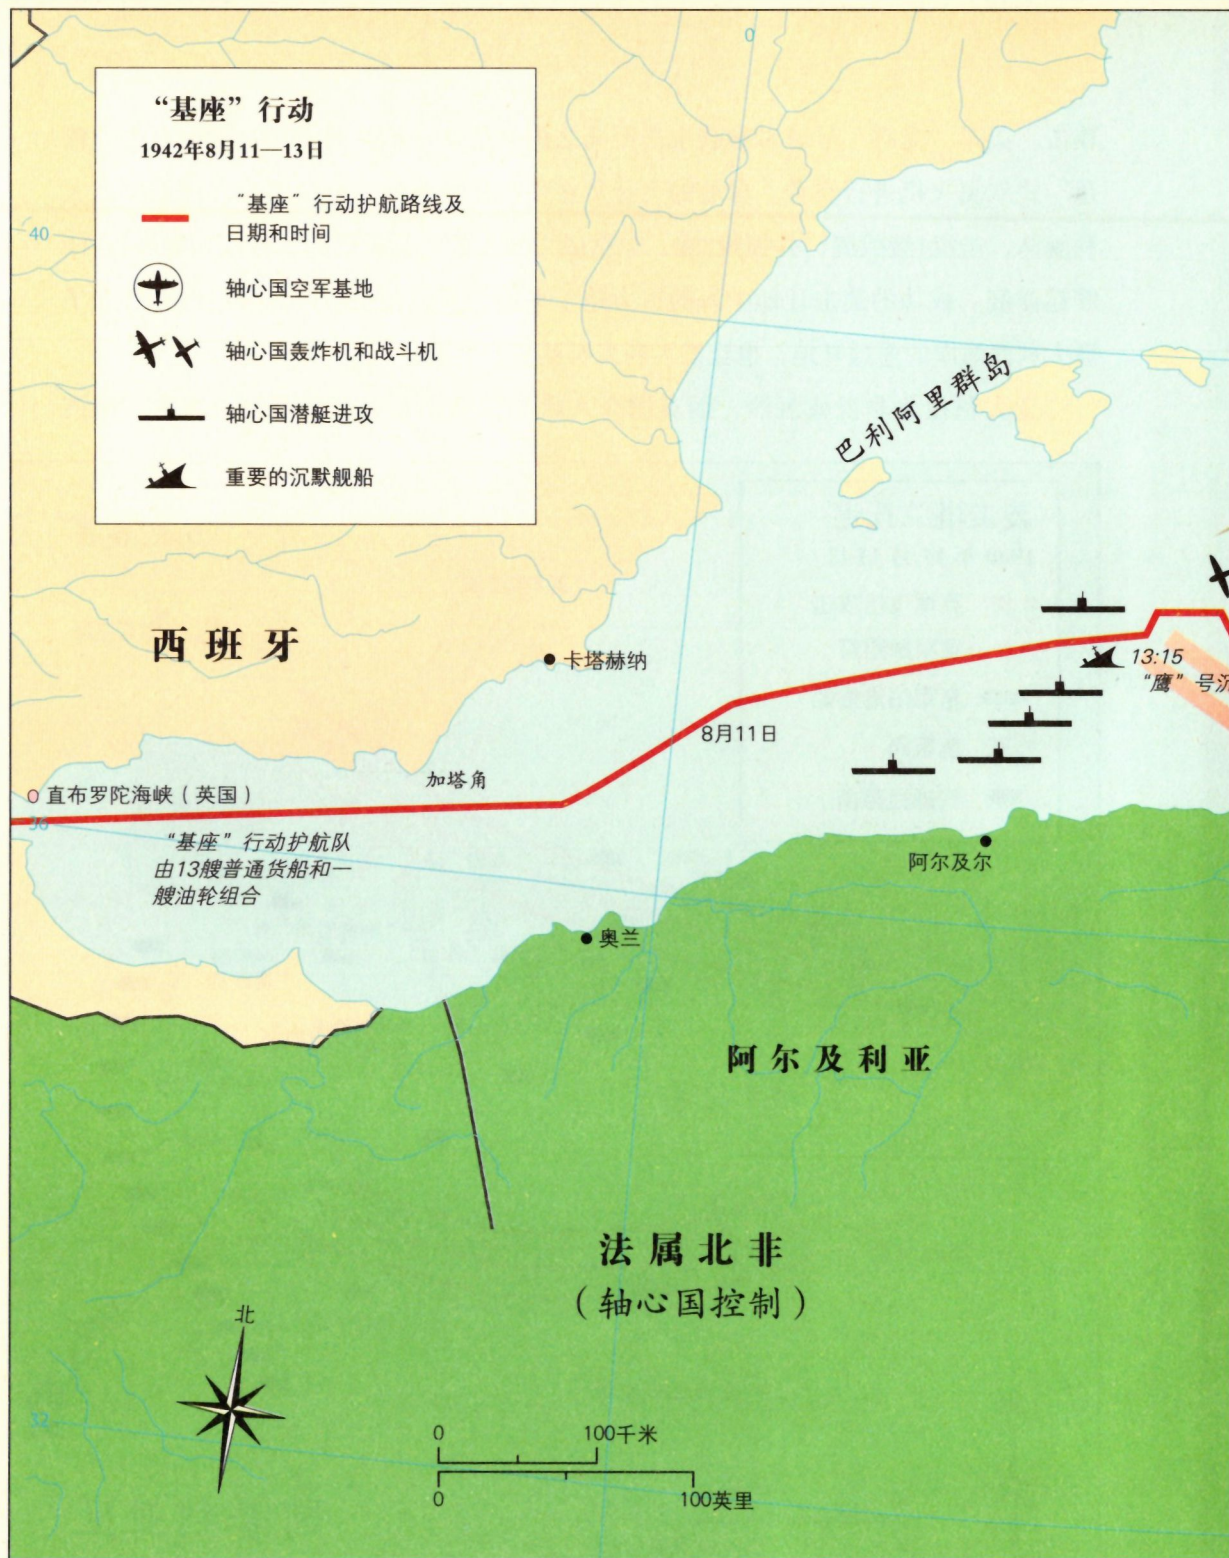 0
“基座”行动
1942年8月11—13日
“基座”行动护航路线及
日期和时间
轴心国空军基地
轴心国轰炸机和战斗机
轴心国潜艇进攻
重要的沉默舰船
40
巴利阿里群岛
西班牙
卡塔赫纳
13:15
“鹰”号沉
8月11日
加塔角
直布罗陀海峡（英国）
36
“基座”行动护航队
由13艘普通货船和一
艘油轮组合
阿尔及尔
奥兰
阿尔及利亚
法属北非
（轴心国控制）
北
32
0
100千米
0
100英里